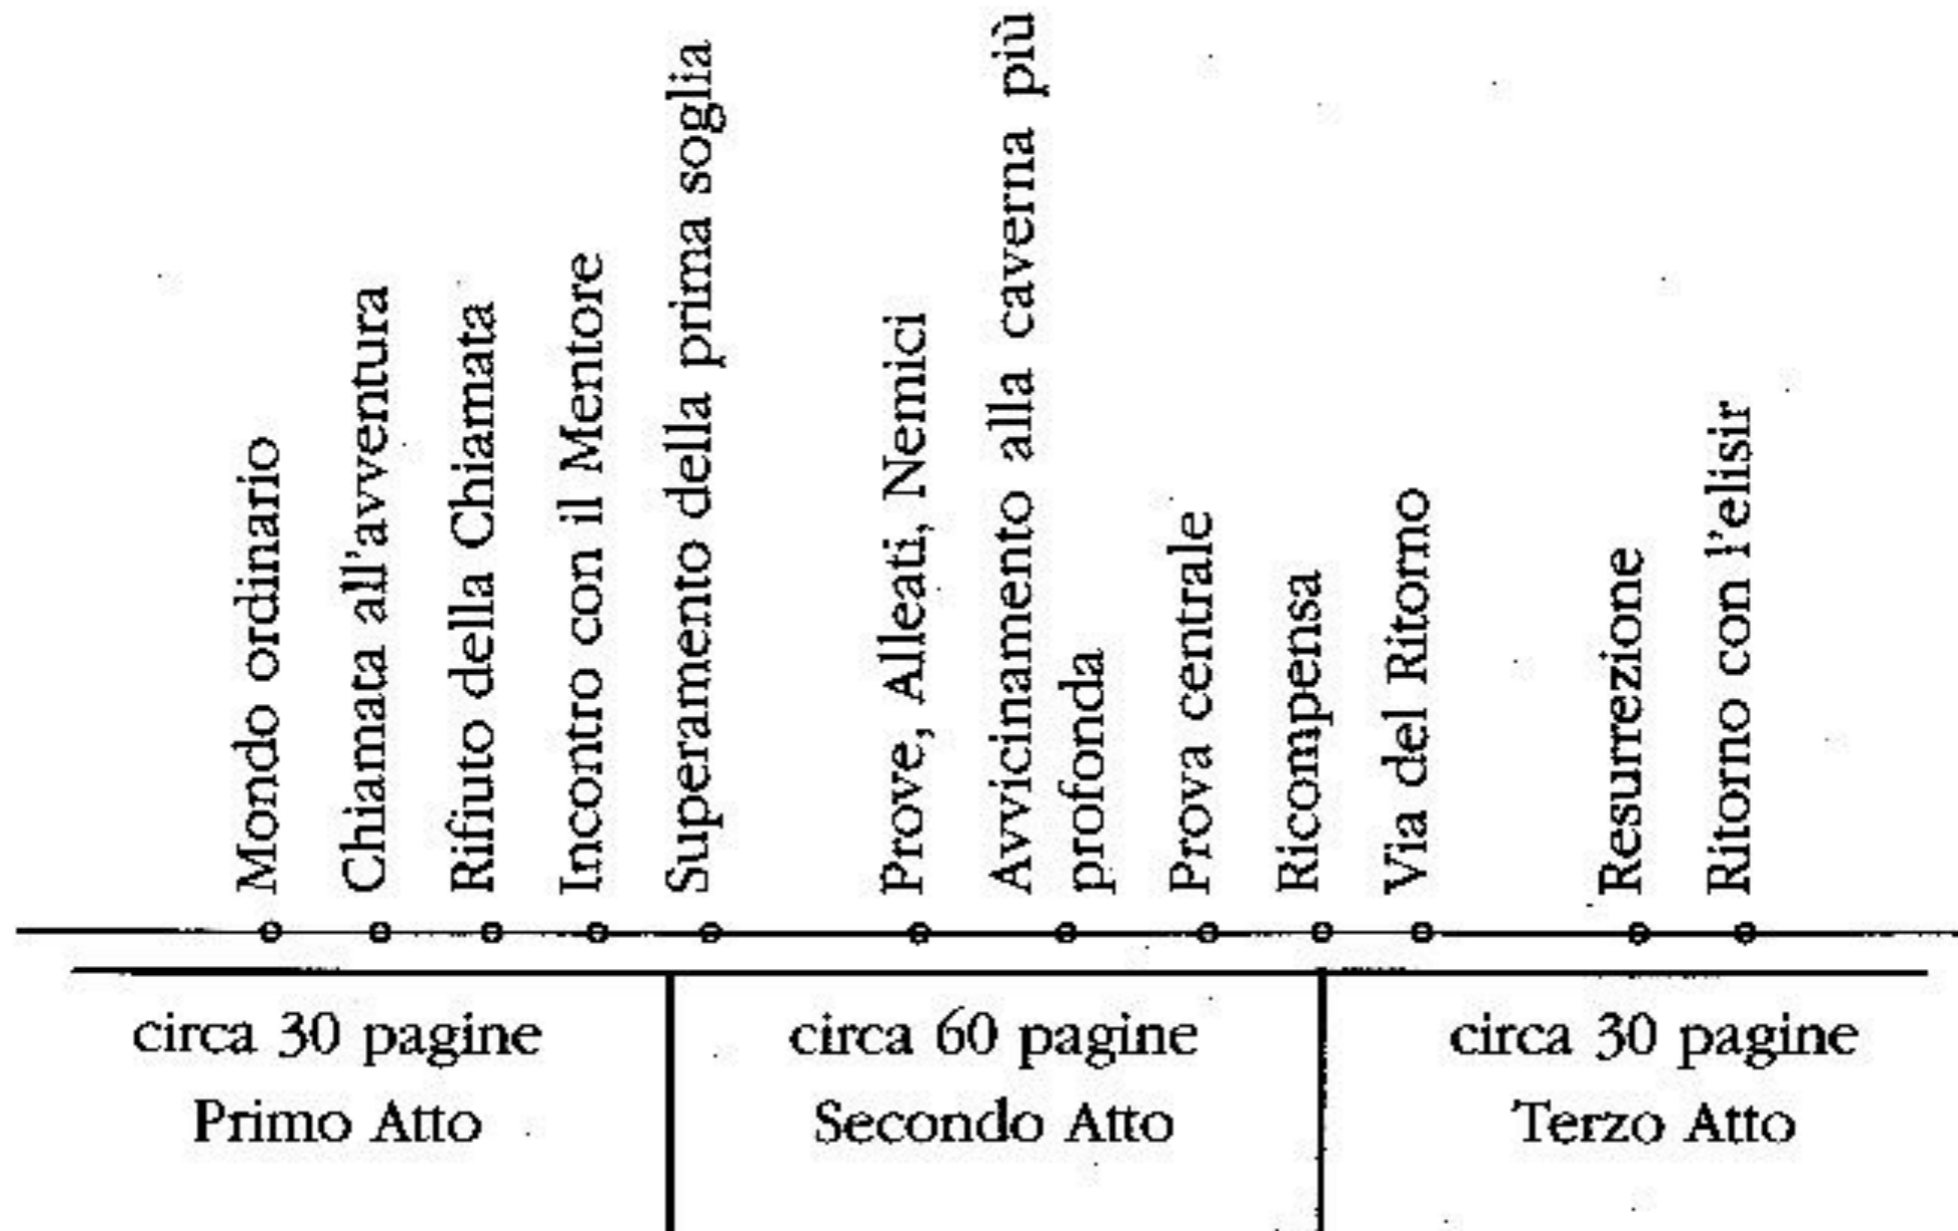 Mondo ordinario
Chiamata all'avventura
Rifiuto della Chiamata
Incontro con il Mentore
Superamento della prima soglia
Prove, Alleati, Nemici
Avvicinamento alla caverna più
profonda
Prova centrale
Ricompensa
Via del Ritorno
Resurrezione
Ritorno con l'elisir
circa 30 pagine
Primo Atto
circa 60 pagine
Secondo Atto
circa 30 pagine
Terzo Atto